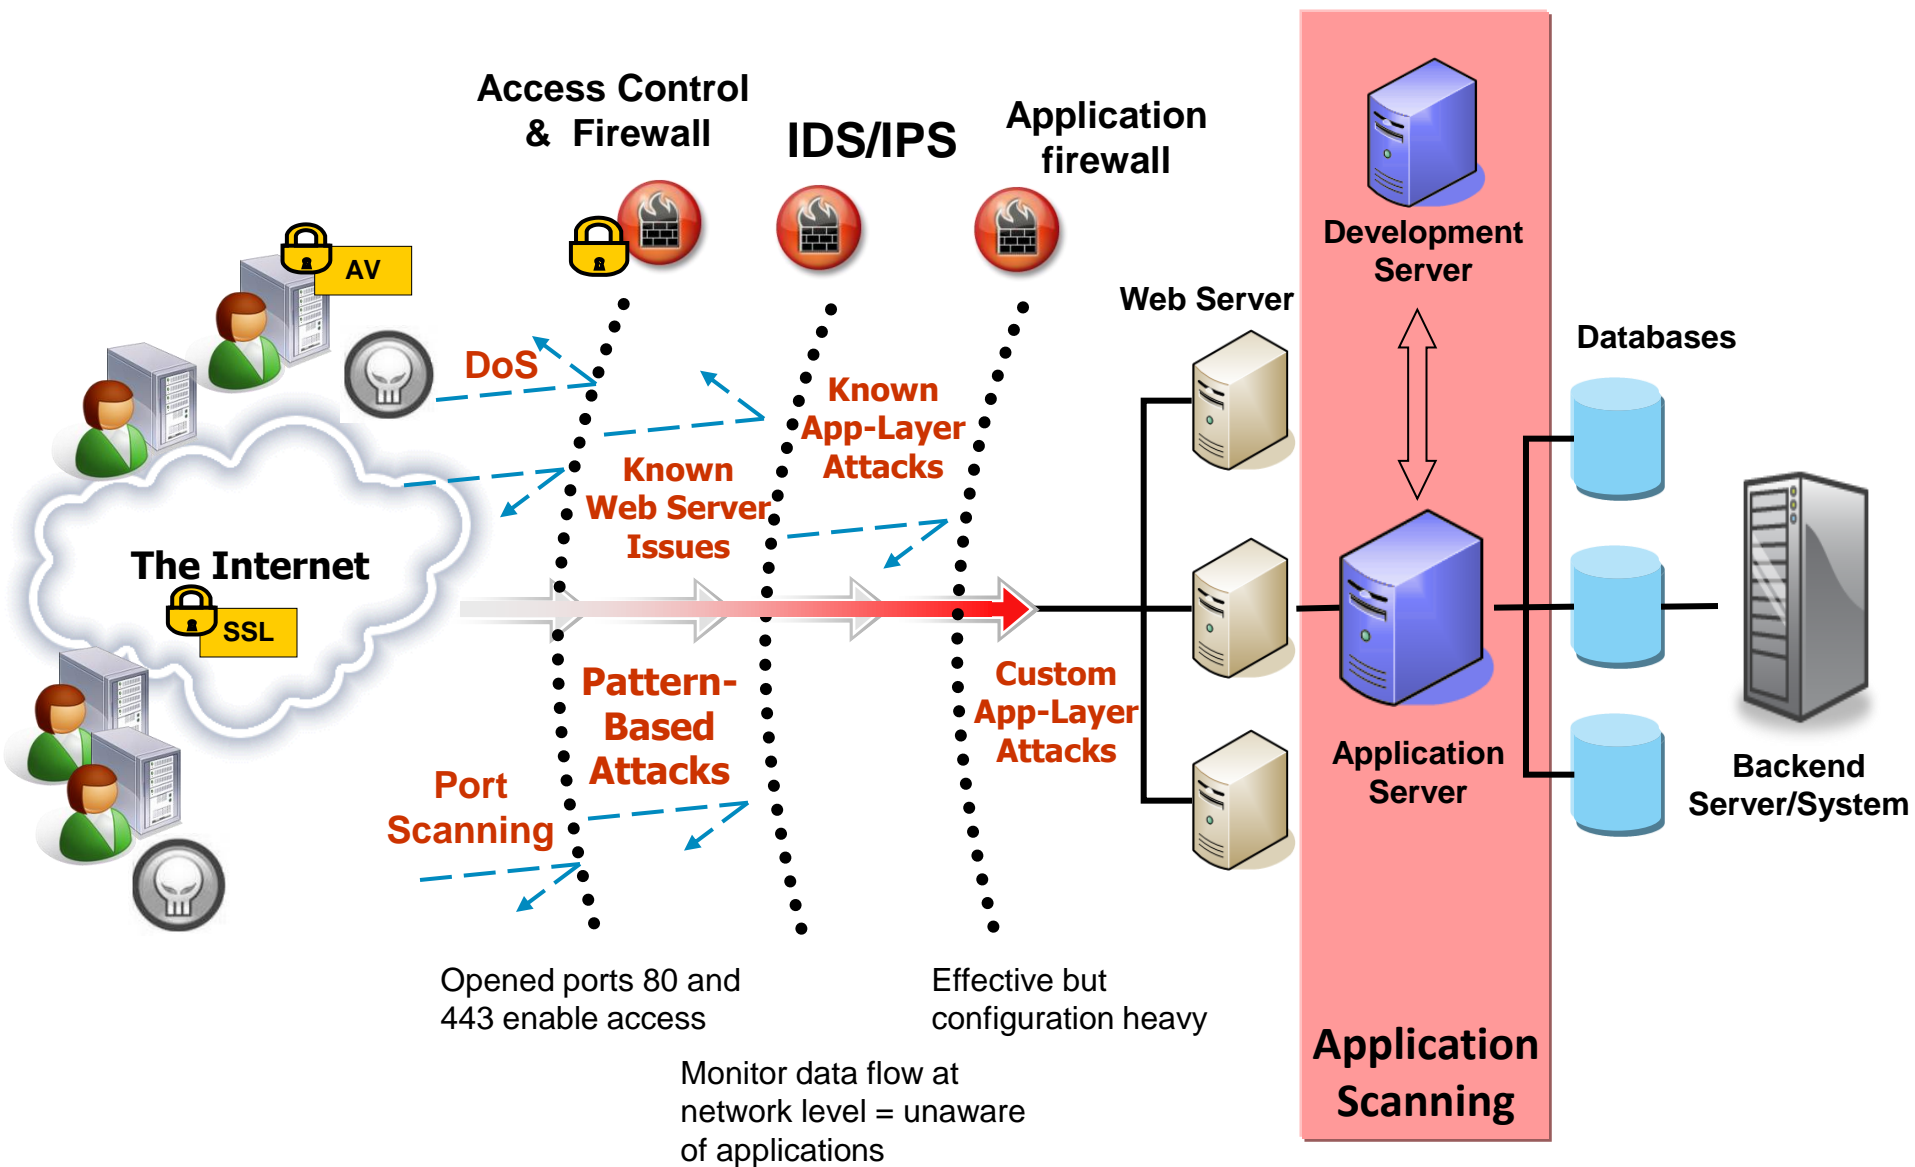 Access Control
& Firewall
IDS/IPS
Application
firewall
AV
DoS
Known
App-Layer
Attacks
Known
Web Server
Issues
The Internet
SSL
Pattern-
Based
Attacks
Port
Scanning
Custom
App-Layer
Attacks
Web Server
Development
Server
Application
Server
Databases
Backend
Server/System
Opened ports 80 and
443 enable access
Monitor data flow at
network level = unaware
of applications
Effective but
configuration heavy
Application
Scanning